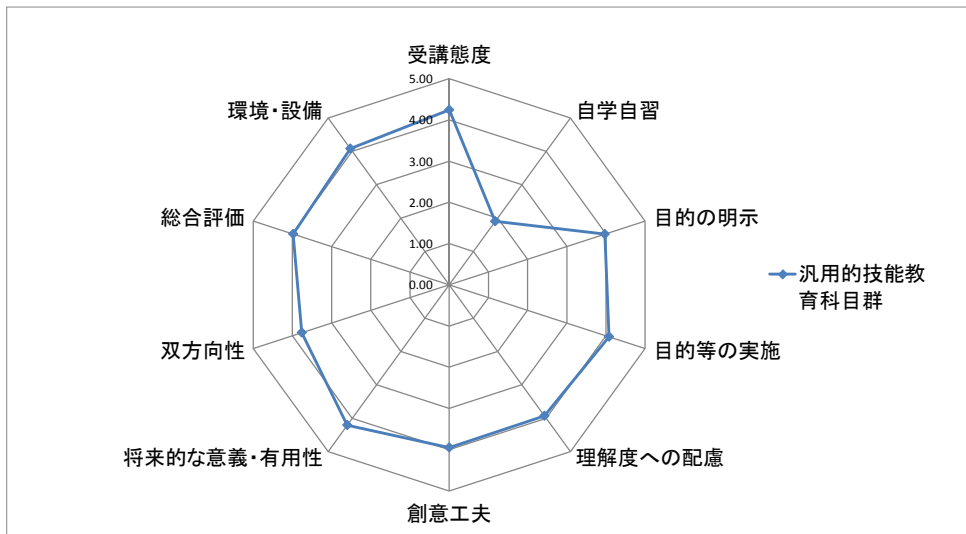 受講態度
5.00
環境・設備
自学自習
4.00
3.00
総合評価
目的の明示
2.00
1.00
汎用的技能教
育科目群
0.00
双方向性
目的等の実施
将来的な意義・有用性
理解度への配慮
創意工夫